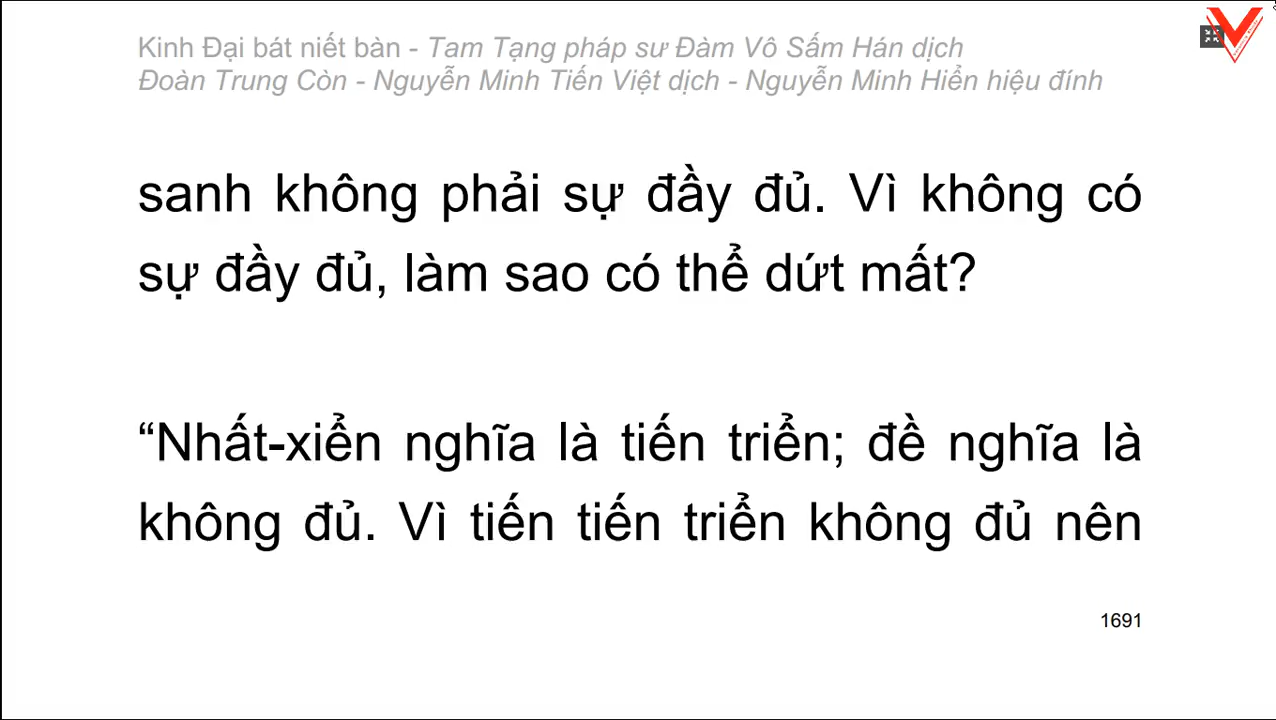 Kinh Đại bát niết bàn - Tam Tạng pháp sư Đàm Vô Sấm Hán dịch
Đoàn Trung Còn - Nguyễn Minh Tiến Việt dịch - Nguyễn Minh Hiển hiệu đính
sanh không phải sự đầy đủ. Vì không có
sự đầy đủ, làm sao có thể dứt mất?
“Nhất-xiển nghĩa là tiến triển; đề nghĩa là
không đủ. Vì tiến tiến triển không đủ nên
1691